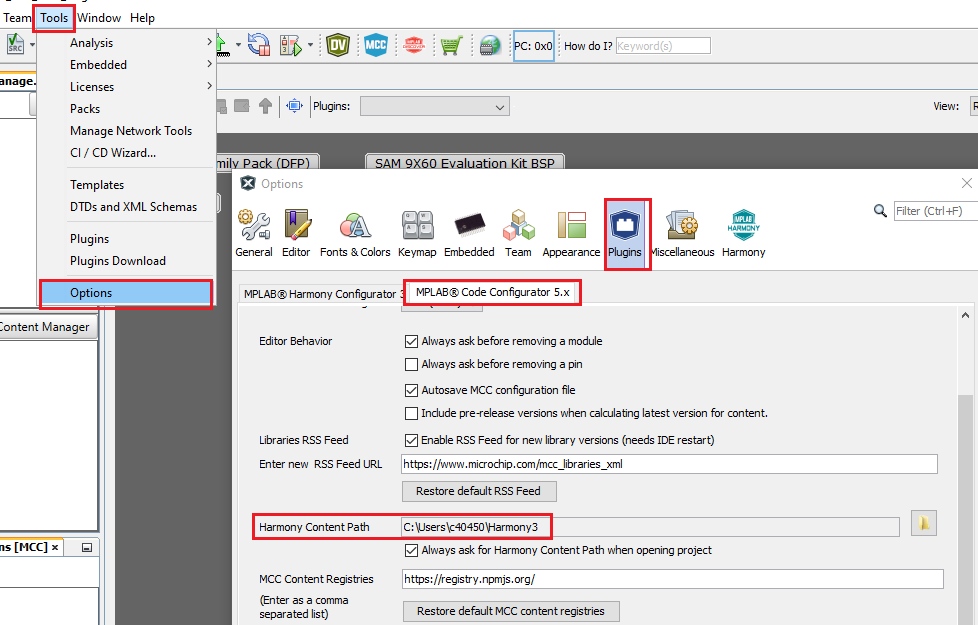 Team Tools Window Help
SRC
DV
MCC
PC: 0x0
How do I? Keyword(s)
Analysis
Embedded
Licenses
Packs
Manage Network Tools
CI / CD Wizard...
Templates
DTDs and XML Schemas
Plugins
Plugins Download
Options
anage.
Plugins:
View:
mily Pack (DFP)
SAM 9X60 Evaluation Kit BSP
Content Manager
ns [MCC] ×
Options
General
Editor
Fonts & Colors
Keymap
Embedded
Team
Appearance
Plugins
Miscellaneous
MPLAB HARMONY
Harmony
Filter (Ctrl+F)
MPLAB® Harmony Configurator 3
MPLAB® Code Configurator 5.x
Editor Behavior
Always ask before removing a module
Always ask before removing a pin
Autosave MCC configuration file
Include pre-release versions when calculating latest version for content.
Libraries RSS Feed
Enable RSS Feed for new library versions (needs IDE restart)
Enter new RSS Feed URL
https://www.microchip.com/mcc_libraries_xml
Restore default RSS Feed
Harmony Content Path
C:\Users\c40450\Harmony3
Always ask for Harmony Content Path when opening project
MCC Content Registries
https://registry.npmjs.org/
(Enter as a comma
separated list)
Restore default MCC content registries